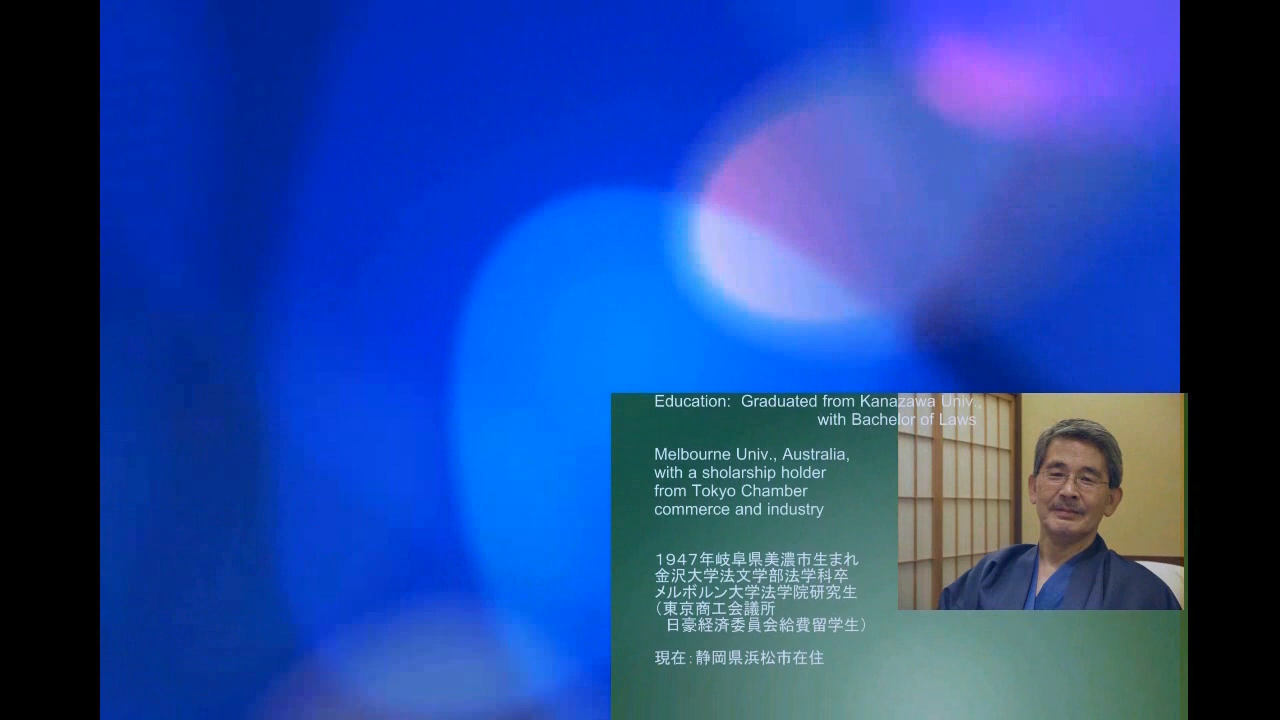 Education:  Graduated from Kanazawa Univ.,
with Bachelor of Laws
Melbourne Univ., Australia,
with a sholarship holder
from Tokyo Chamber
commerce and industry
1947年岐阜県美濃市生まれ
金沢大学法文学部法学科卒
メルボルン大学法学院研究生
(東京商工会議所
日豪経済委員会給費留学生)
現在:静岡県浜松市在住